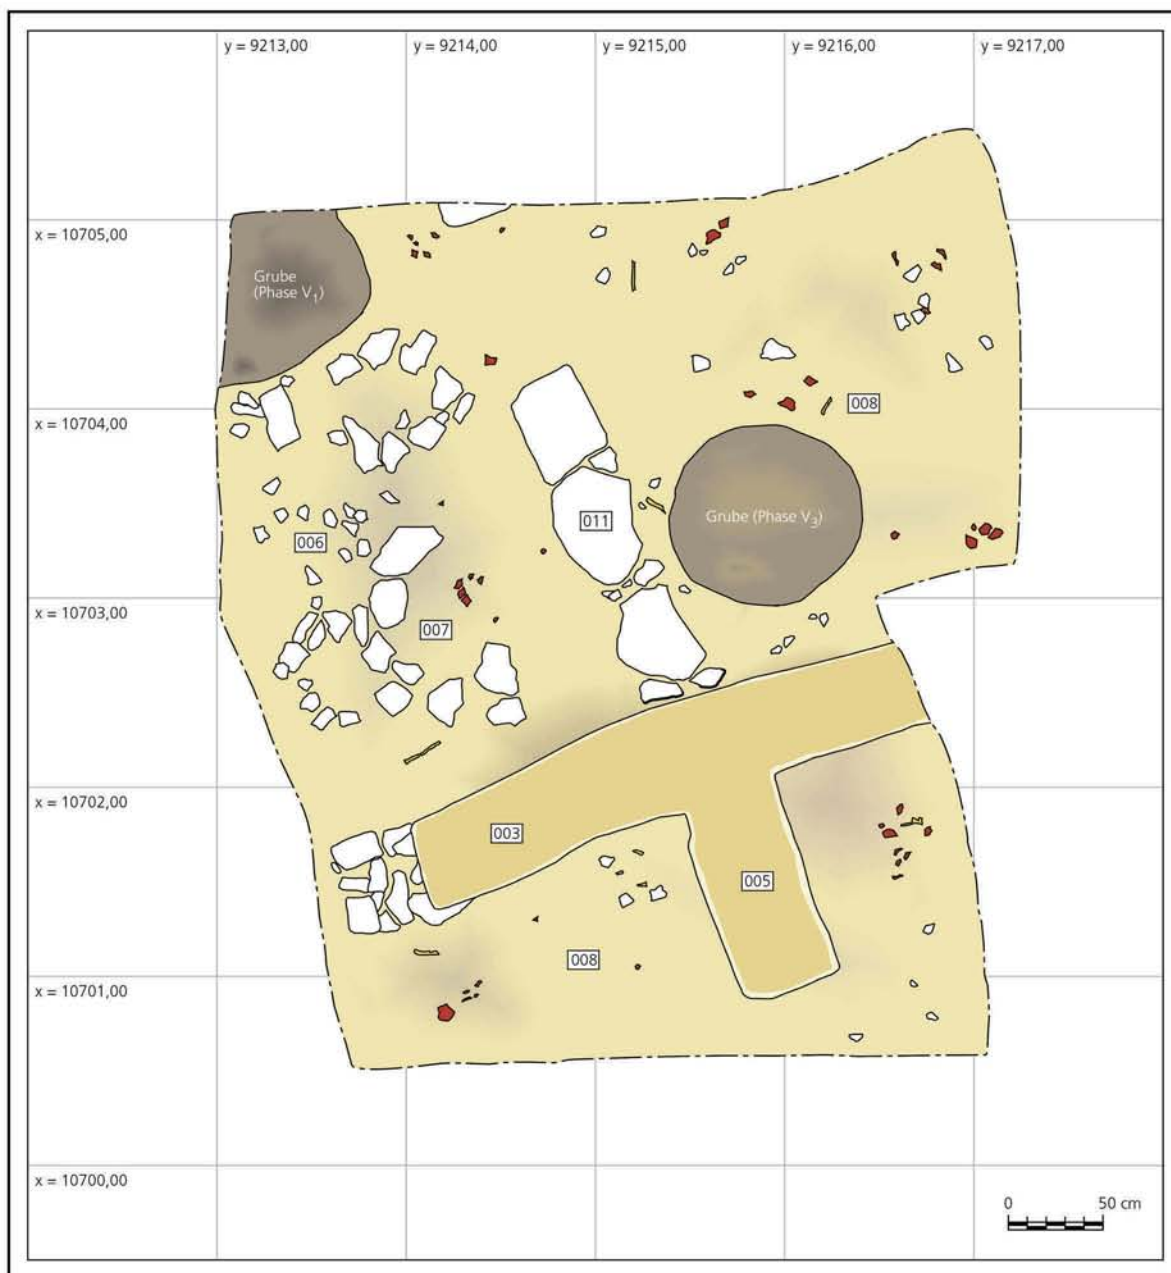 y = 9213,00
y = 9214,00
y = 9215,00
y = 9216,00
y = 9217,00
x = 10705,00
Grube
(Phase V₁)
x = 10704,00
008
011
Grube (Phase V₃)
006
x = 10703,00
007
x = 10702,00
003
005
008
x = 10701,00
x = 10700,00
0 50 cm